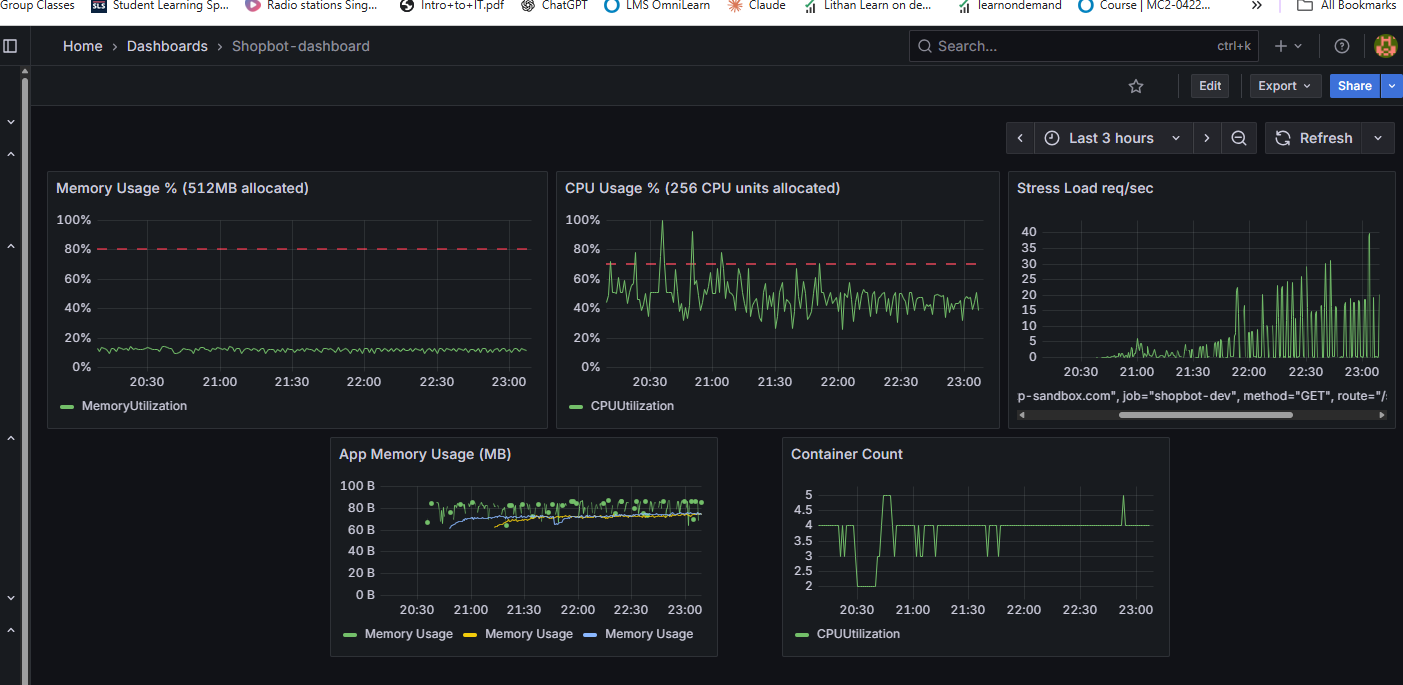 Group Classes SLS Student Learning Sp... Radio stations Sing... Intro+to+IT.pdf ChatGPT LMS OmniLearn Claude Lithan Learn on de... learnondemand Course | MC2-0422... » All Bookmarks
Home › Dashboards › Shopbot-dashboard Search... ctrl+k
Edit Export Share
Last 3 hours Refresh
Memory Usage % (512MB allocated)
100%
80%
60%
40%
20%
0%
20:30 21:00 21:30 22:00 22:30 23:00
MemoryUtilization
CPU Usage % (256 CPU units allocated)
100%
80%
60%
40%
20%
0%
20:30 21:00 21:30 22:00 22:30 23:00
CPUUtilization
Stress Load req/sec
40
35
30
25
20
15
10
5
0
20:30 21:00 21:30 22:00 22:30 23:00
p-sandbox.com", job="shopbot-dev", method="GET", route="/
App Memory Usage (MB)
100 B
80 B
60 B
40 B
20 B
0 B
20:30 21:00 21:30 22:00 22:30 23:00
Memory Usage Memory Usage Memory Usage
Container Count
5
4.5
4
3.5
3
2.5
2
20:30 21:00 21:30 22:00 22:30 23:00
CPUUtilization